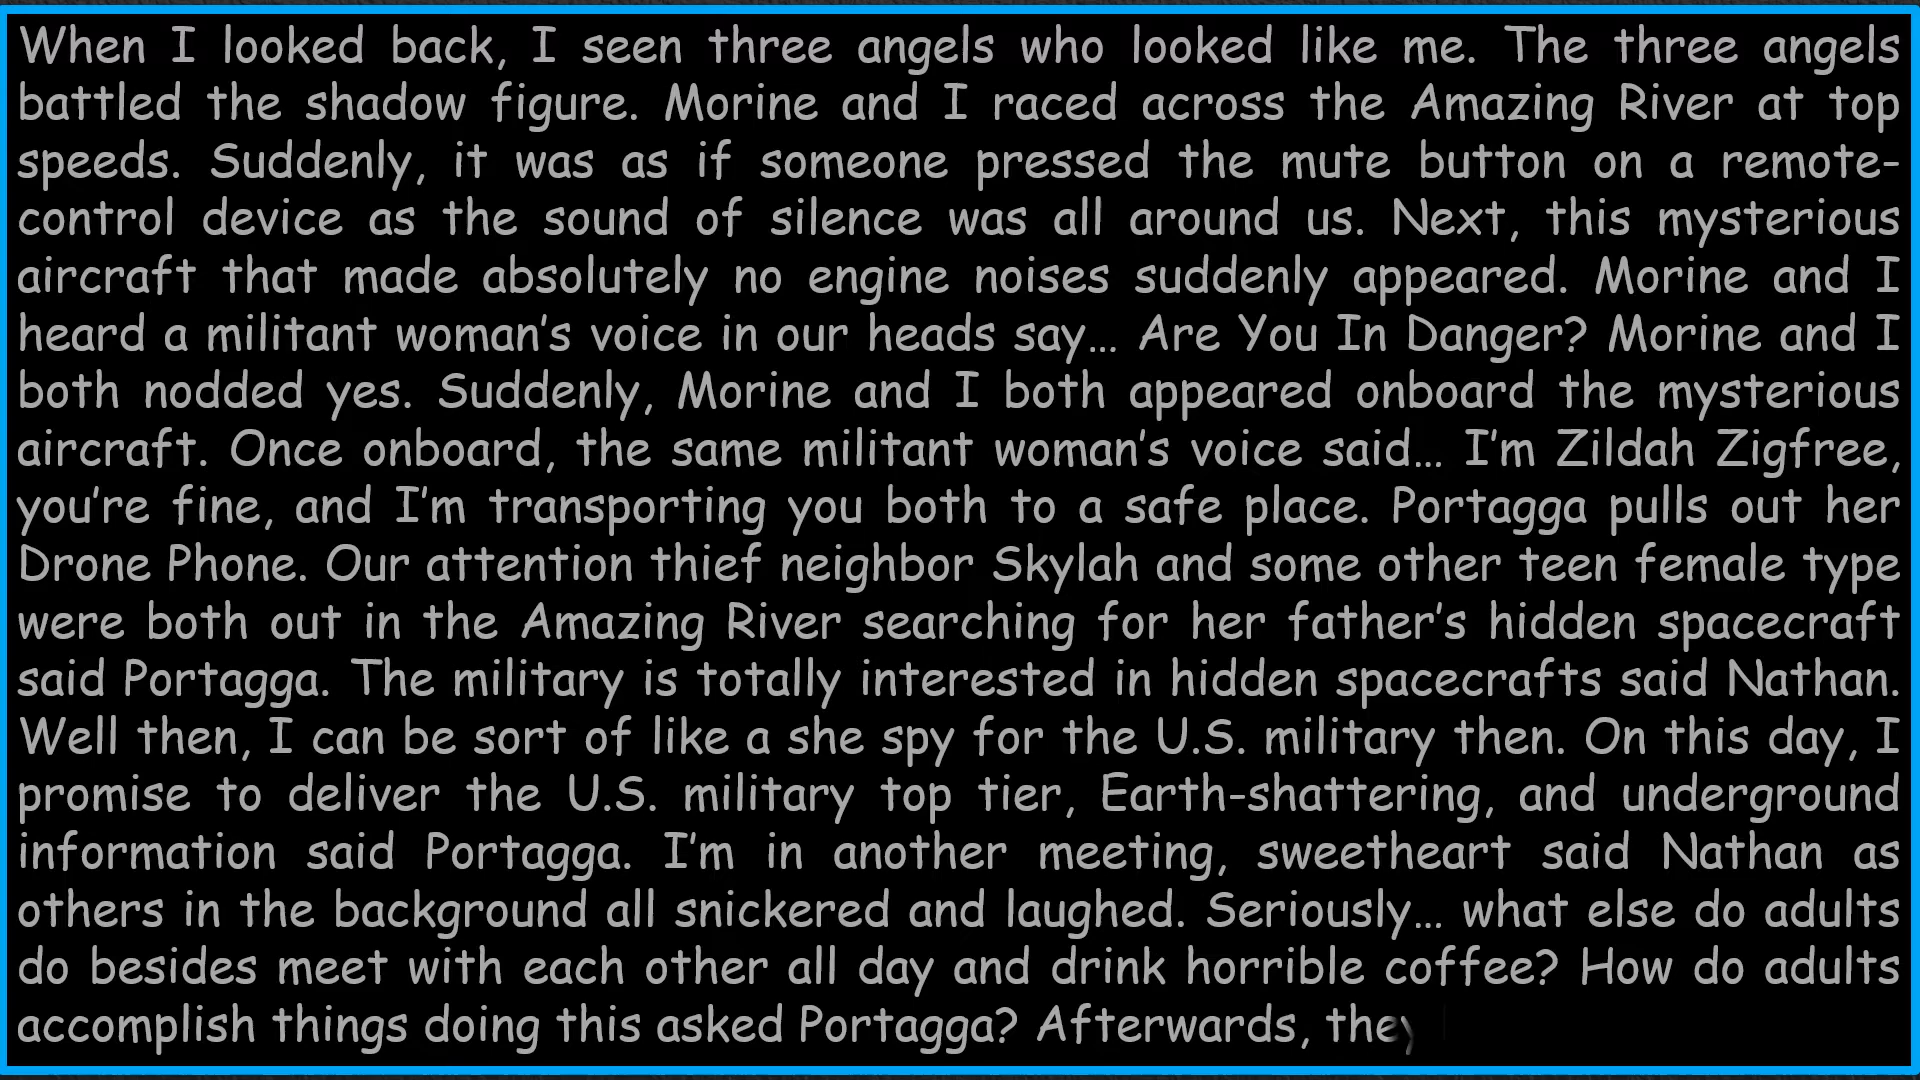 When I looked back, I seen three angels who looked like me. The three angels
battled the shadow figure. Morine and I raced across the Amazing River at top
speeds. Suddenly, it was as if someone pressed the mute button on a remote-
control device as the sound of silence was all around us. Next, this mysterious
aircraft that made absolutely no engine noises suddenly appeared. Morine and I
heard a militant woman’s voice in our heads say… Are You In Danger? Morine and I
both nodded yes. Suddenly, Morine and I both appeared onboard the mysterious
aircraft. Once onboard, the same militant woman’s voice said… I’m Zildah Zigfree,
you’re fine, and I’m transporting you both to a safe place. Portagga pulls out her
Drone Phone. Our attention thief neighbor Skylah and some other teen female type
were both out in the Amazing River searching for her father’s hidden spacecraft
said Portagga. The military is totally interested in hidden spacecrafts said Nathan.
Well then, I can be sort of like a she spy for the U.S. military then. On this day, I
promise to deliver the U.S. military top tier, Earth-shattering, and underground
information said Portagga. I’m in another meeting, sweetheart said Nathan as
others in the background all snickered and laughed. Seriously… what else do adults
do besides meet with each other all day and drink horrible coffee? How do adults
accomplish things doing this asked Portagga? Afterwards, they